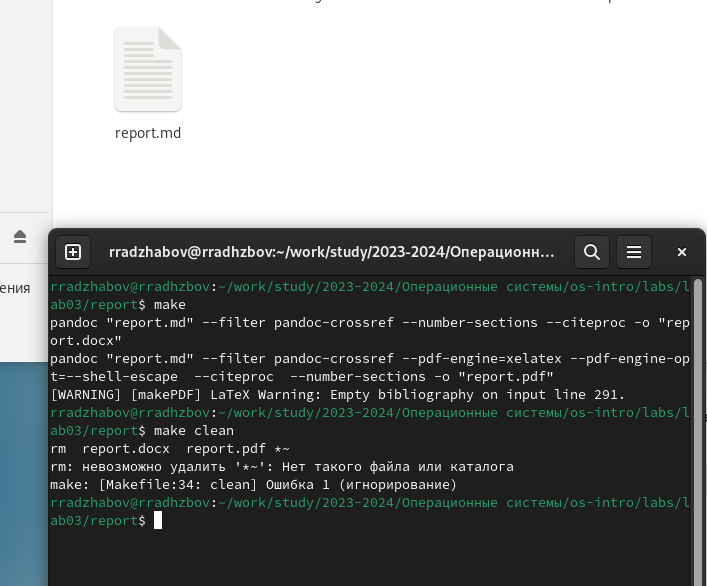 report.md
ения
rradzhabov@rradhzbov:~/work/study/2023-2024/Операционн...
rradzhabov@rradhzbov:~/work/study/2023-2024/Операционные системы/os-intro/labs/l
ab03/report$ make
pandoc "report.md" --filter pandoc-crossref --number-sections --citeproc -o "rep
ort.docx"
pandoc "report.md" --filter pandoc-crossref --pdf-engine=xelatex --pdf-engine-op
t=--shell-escape  --citeproc  --number-sections -o "report.pdf"
[WARNING] [makePDF] LaTeX Warning: Empty bibliography on input line 291.
rradzhabov@rradhzbov:~/work/study/2023-2024/Операционные системы/os-intro/labs/l
ab03/report$ make clean
rm  report.docx  report.pdf *~
rm: невозможно удалить '*~': Нет такого файла или каталога
make: [Makefile:34: clean] Ошибка 1 (игнорирование)
rradzhabov@rradhzbov:~/work/study/2023-2024/Операционные системы/os-intro/labs/l
ab03/report$